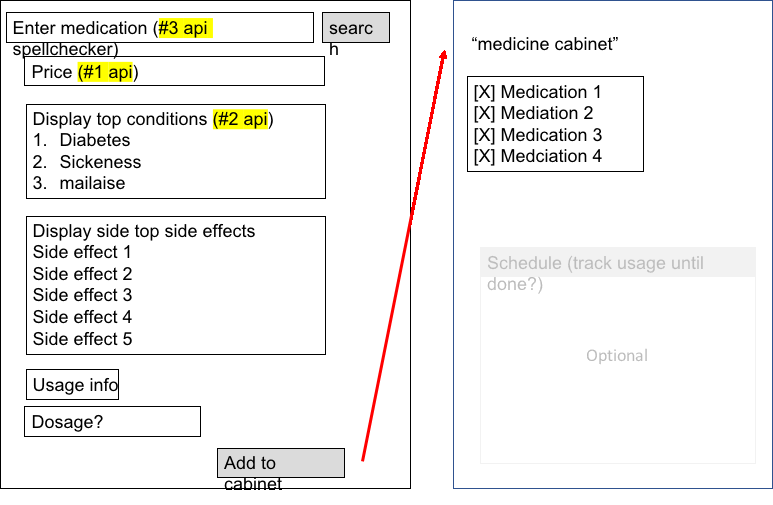 Enter medication (#3 api
spellchecker)
searc
h
Price (#1 api)
Display top conditions (#2 api)
1. Diabetes
2. Sickeness
3. mailaise
Display side top side effects
Side effect 1
Side effect 2
Side effect 3
Side effect 4
Side effect 5
Usage info
Dosage?
Add to
cabinet
“medicine cabinet”
[X] Medication 1
[X] Mediation 2
[X] Medication 3
[X] Medciation 4
Schedule (track usage until
done?)
Optional